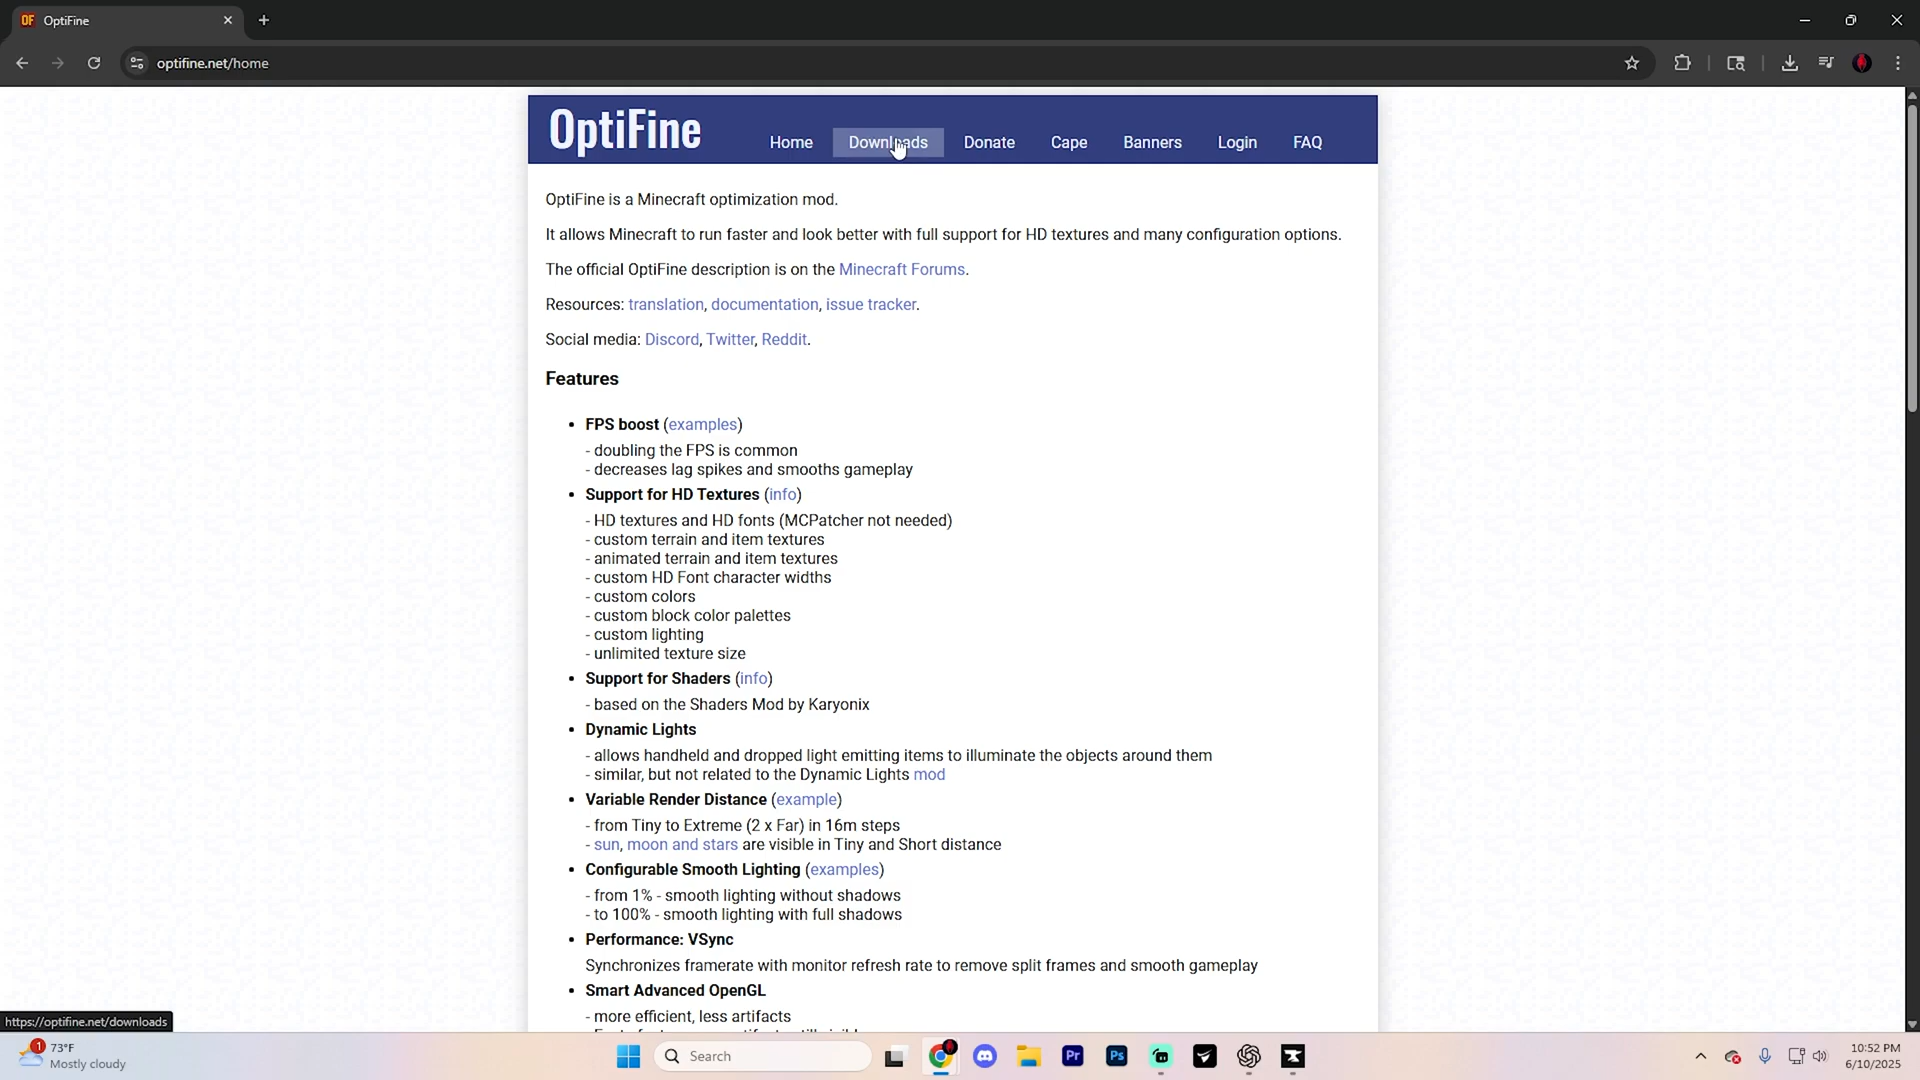 OF OptiFine
optifine.net/home
OptiFine
Home Downloads Donate Cape Banners Login FAQ
OptiFine is a Minecraft optimization mod.
It allows Minecraft to run faster and look better with full support for HD textures and many configuration options.
The official OptiFine description is on the Minecraft Forums.
Resources: translation, documentation, issue tracker.
Social media: Discord, Twitter, Reddit.
Features
• FPS boost (examples)
- doubling the FPS is common
- decreases lag spikes and smooths gameplay
• Support for HD Textures (info)
- HD textures and HD fonts (MCPatcher not needed)
- custom terrain and item textures
- animated terrain and item textures
- custom HD Font character widths
- custom colors
- custom block color palettes
- custom lighting
- unlimited texture size
• Support for Shaders (info)
- based on the Shaders Mod by Karyonix
• Dynamic Lights
- allows handheld and dropped light emitting items to illuminate the objects around them
- similar, but not related to the Dynamic Lights mod
• Variable Render Distance (example)
- from Tiny to Extreme (2 x Far) in 16m steps
- sun, moon and stars are visible in Tiny and Short distance
• Configurable Smooth Lighting (examples)
- from 1% - smooth lighting without shadows
- to 100% - smooth lighting with full shadows
• Performance: VSync
Synchronizes framerate with monitor refresh rate to remove split frames and smooth gameplay
• Smart Advanced OpenGL
- more efficient, less artifacts
https://optifine.net/downloads
1 73°F
Mostly cloudy
Search
Pr
Ps
10:52 PM
6/10/2025